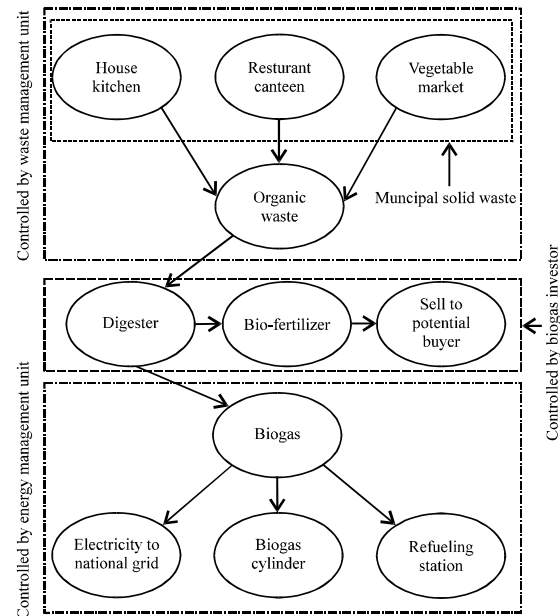 Controlled by waste management unit
House
kitchen
Resturant
canteen
Vegetable
market
Organic
waste
Muncipal solid waste
Digester
Bio-fertilizer
Sell to
potential
buyer
Controlled by biogas investor
Controlled by energy management unit
Biogas
Electricity to
national grid
Biogas
cylinder
Refueling
station